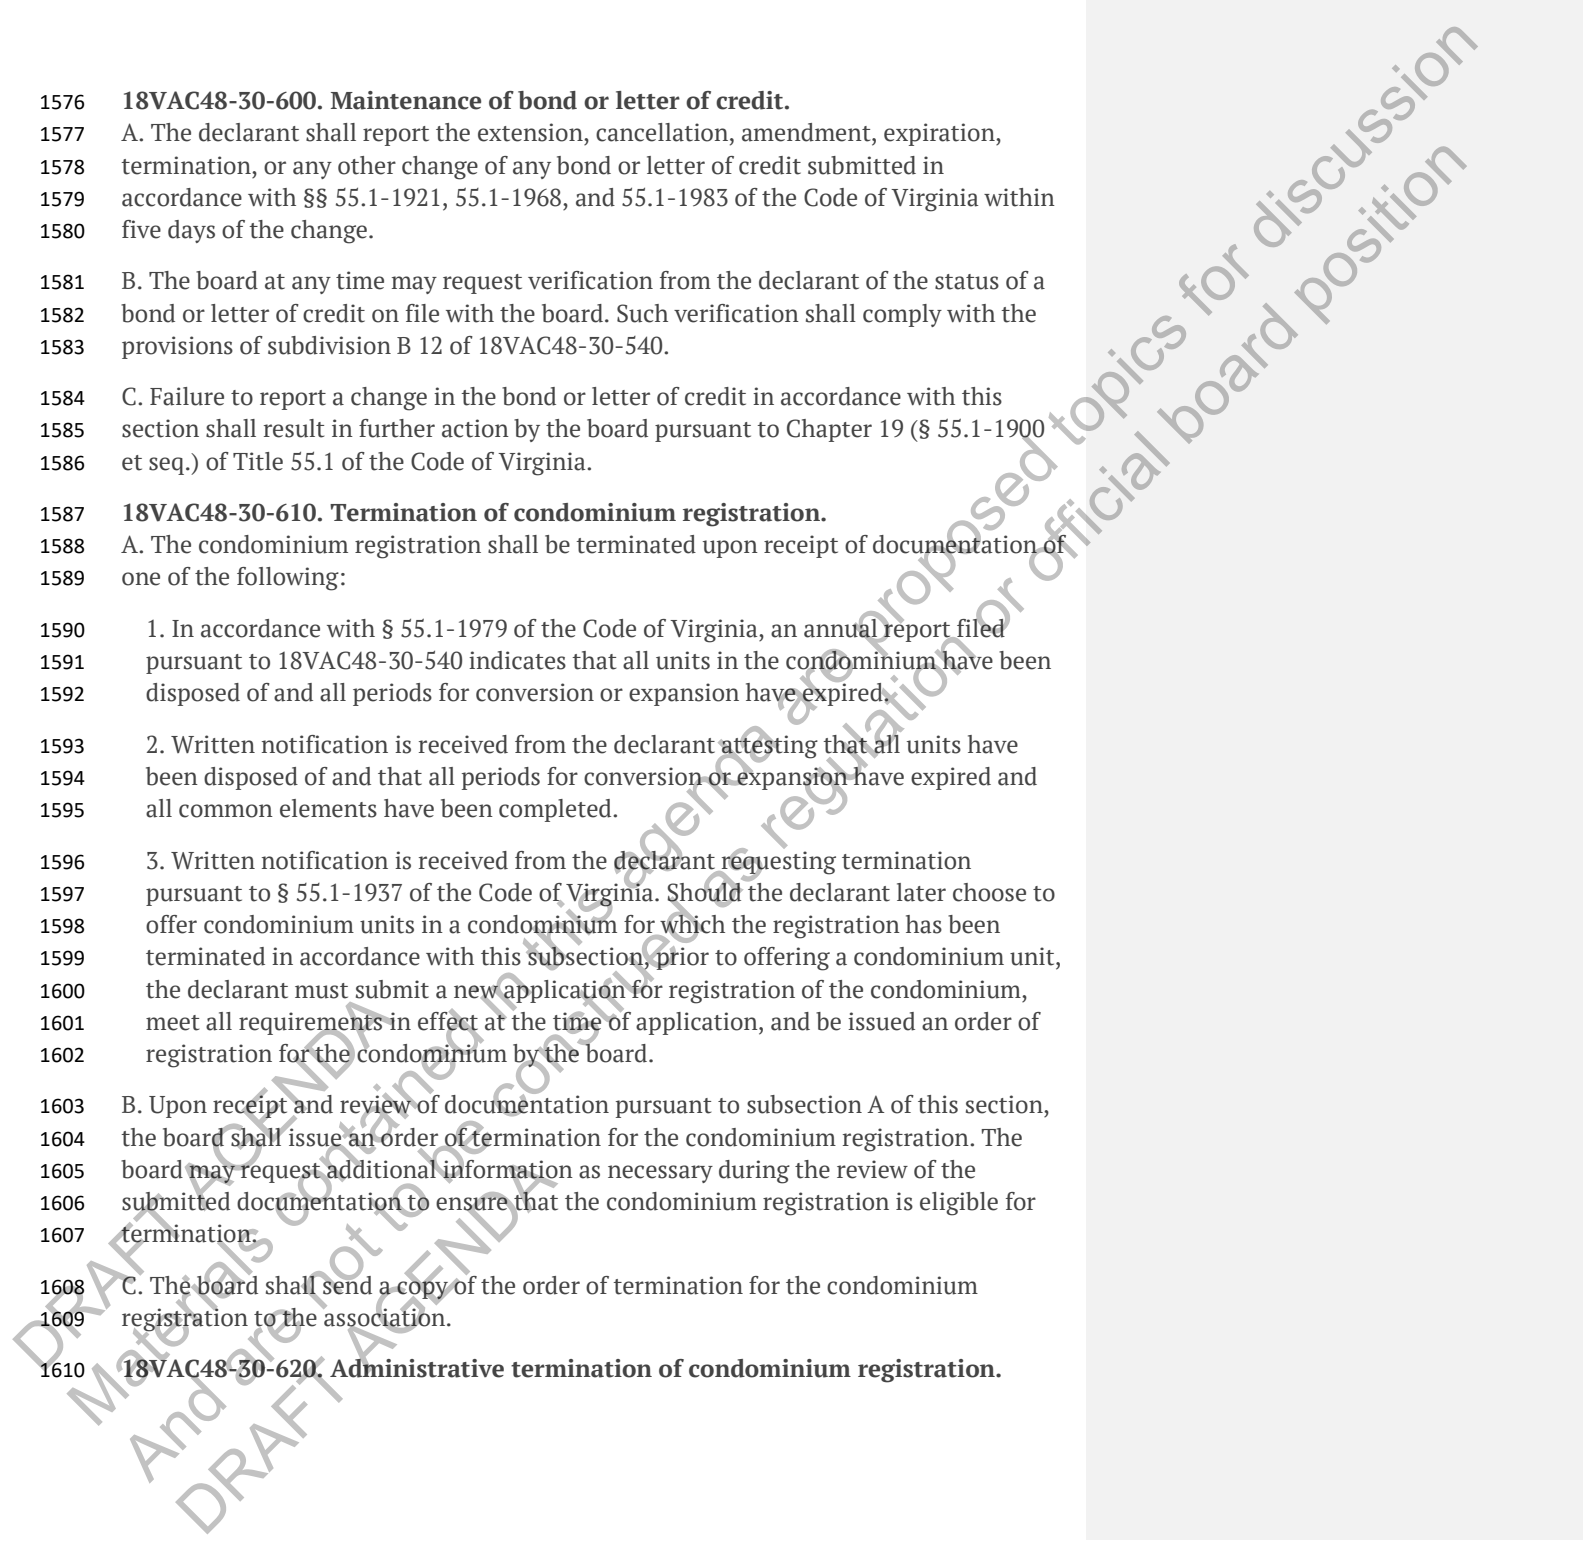 1576 18VAC48-30-600. Maintenance of bond or letter of credit.
1577 A. The declarant shall report the extension, cancellation, amendment, expiration,
1578 termination, or any other change of any bond or letter of credit submitted in
1579 accordance with §§ 55.1-1921, 55.1-1968, and 55.1-1983 of the Code of Virginia within
1580 five days of the change.
1581 B. The board at any time may request verification from the declarant of the status of a
1582 bond or letter of credit on file with the board. Such verification shall comply with the
1583 provisions of subdivision B 12 of 18VAC48-30-540.
1584 C. Failure to report a change in the bond or letter of credit in accordance with this
1585 section shall result in further action by the board pursuant to Chapter 19 (§ 55.1-1900
1586 et seq.) of Title 55.1 of the Code of Virginia.
1587 18VAC48-30-610. Termination of condominium registration.
1588 A. The condominium registration shall be terminated upon receipt of documentation of
1589 one of the following:
1590 1. In accordance with § 55.1-1979 of the Code of Virginia, an annual report filed
1591 pursuant to 18VAC48-30-540 indicates that all units in the condominium have been
1592 disposed of and all periods for conversion or expansion have expired.
1593 2. Written notification is received from the declarant attesting that all units have
1594 been disposed of and that all periods for conversion or expansion have expired and
1595 all common elements have been completed.
1596 3. Written notification is received from the declarant requesting termination
1597 pursuant to § 55.1-1937 of the Code of Virginia. Should the declarant later choose to
1598 offer condominium units in a condominium for which the registration has been
1599 terminated in accordance with this subsection, prior to offering a condominium unit,
1600 the declarant must submit a new application for registration of the condominium,
1601 meet all requirements in effect at the time of application, and be issued an order of
1602 registration for the condominium by the board.
1603 B. Upon receipt and review of documentation pursuant to subsection A of this section,
1604 the board shall issue an order of termination for the condominium registration. The
1605 board may request additional information as necessary during the review of the
1606 submitted documentation to ensure that the condominium registration is eligible for
1607 termination.
1608 C. The board shall send a copy of the order of termination for the condominium
1609 registration to the association.
1610 18VAC48-30-620. Administrative termination of condominium registration.
DRAFT AGENDA
Materials contained in this agenda are proposed topics for discussion
And are not to be construed as regulation or official board position
DRAFT AGENDA